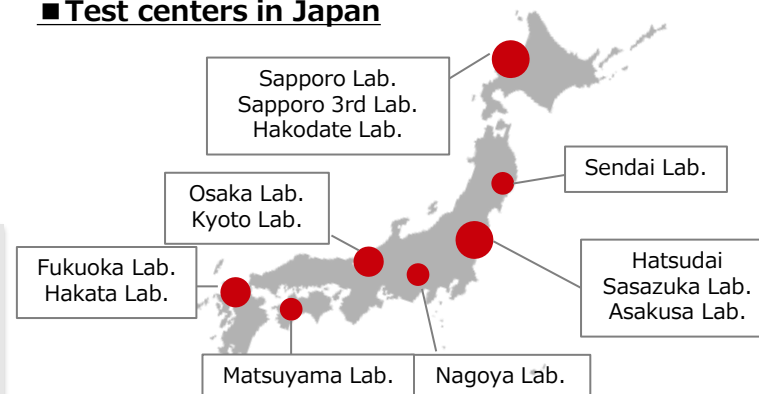 ■Test centers in Japan
Sapporo Lab.
Sapporo 3rd Lab.
Hakodate Lab.
Sendai Lab.
Osaka Lab.
Kyoto Lab.
Fukuoka Lab.
Hakata Lab.
Hatsudai
Sasazuka Lab.
Asakusa Lab.
Matsuyama Lab.
Nagoya Lab.